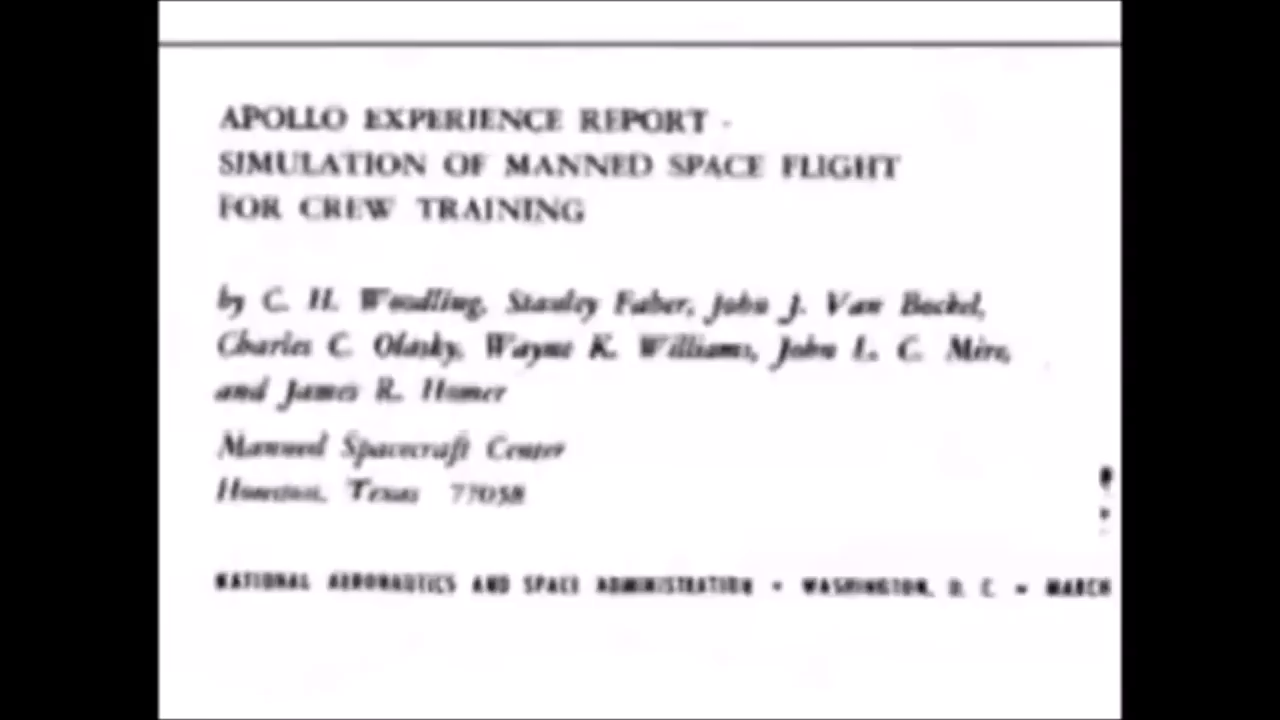 APOLLO EXPERIENCE REPORT -
SIMULATION OF MANNED SPACE FLIGHT
FOR CREW TRAINING
by C. H. Woodling, Stanley Faber, John J. Van Bockel,
Charles C. Olasky, Wayne K. Williams, John L. C. Mire,
and James R. Homer
Manned Spacecraft Center
Houston, Texas 77058
NATIONAL AERONAUTICS AND SPACE ADMINISTRATION • WASHINGTON, D. C. • MARCH